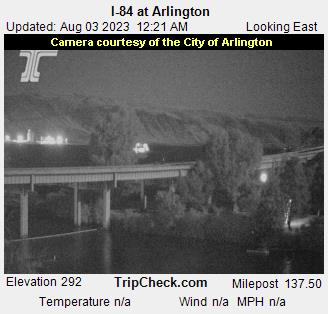 I-84 at Arlington
Updated: Aug 03 2023 12:21 AM Looking East
Camera courtesy of the City of Arlington
Elevation 292 TripCheck.com Milepost 137.50
Temperature n/a Wind n/a MPH n/a